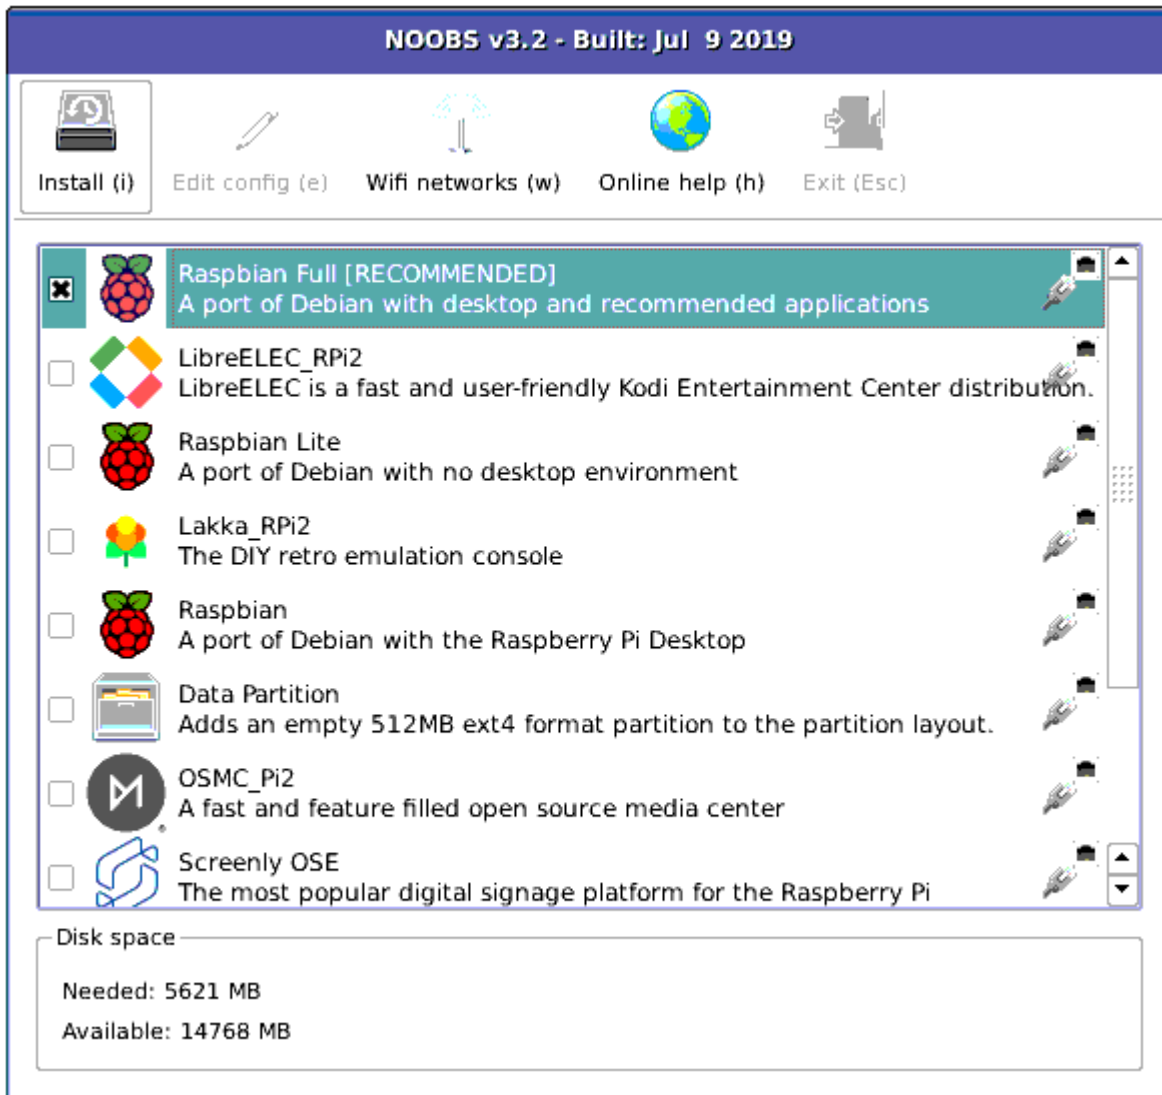 NOOBS v3.2 - Built: Jul  9 2019
Install (i)
Edit config (e)
Wifi networks (w)
Online help (h)
Exit (Esc)
Raspbian Full [RECOMMENDED]
A port of Debian with desktop and recommended applications
LibreELEC_RPi2
LibreELEC is a fast and user-friendly Kodi Entertainment Center distribution.
Raspbian Lite
A port of Debian with no desktop environment
Lakka_RPi2
The DIY retro emulation console
Raspbian
A port of Debian with the Raspberry Pi Desktop
Data Partition
Adds an empty 512MB ext4 format partition to the partition layout.
OSMC_Pi2
A fast and feature filled open source media center
Screenly OSE
The most popular digital signage platform for the Raspberry Pi
Disk space
Needed: 5621 MB
Available: 14768 MB